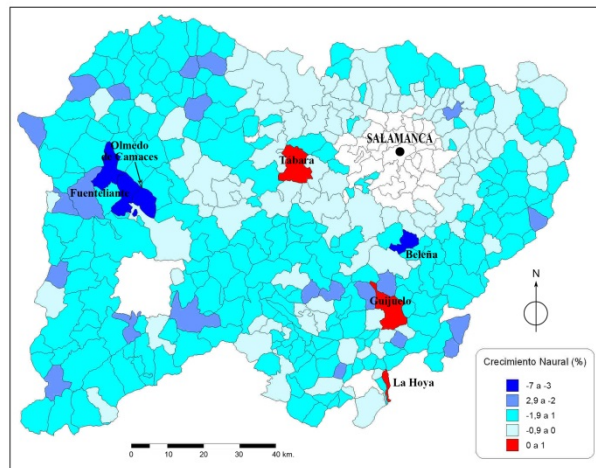 Olmedo
de Camaces
Fuenteliante
Tabara
SALAMANCA
Beleña
Guijuelo
La Hoya
N
Crecimiento Naural (%)
-7 a -3
2,9 a -2
-1,9 a 1
-0,9 a 0
0 a 1
0 5 10 20 30 40 km.